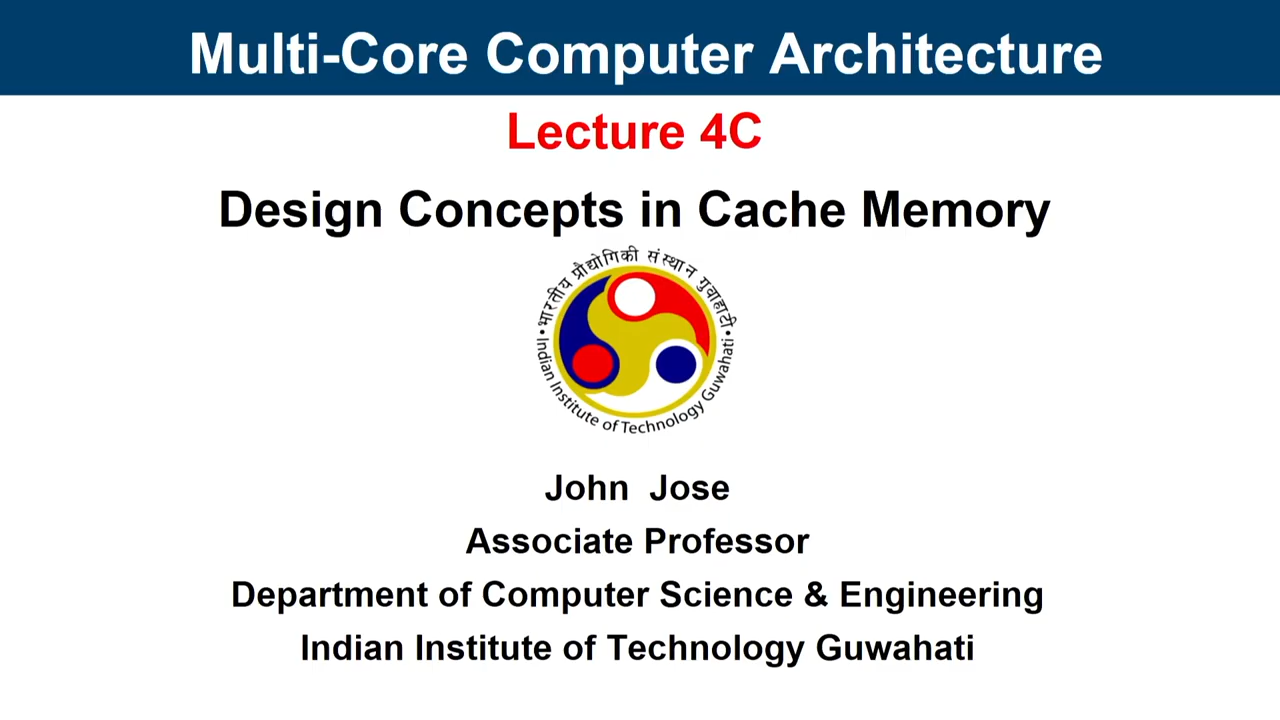 Multi-Core Computer Architecture
Lecture 4C
Design Concepts in Cache Memory
भारतीय प्रौद्योगिकी संस्थान गुवाहाटी
Indian Institute of Technology Guwahati
John Jose
Associate Professor
Department of Computer Science & Engineering
Indian Institute of Technology Guwahati